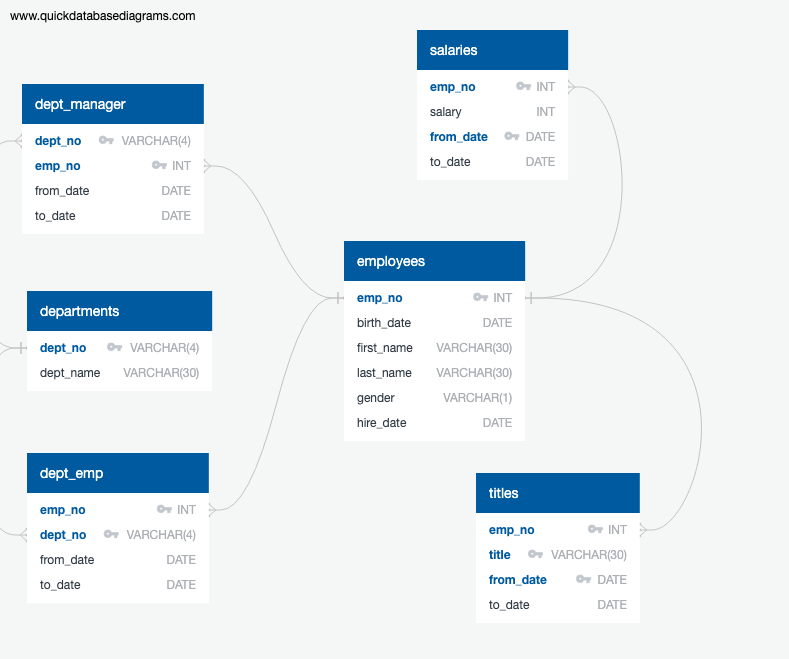 www.quickdatabasediagrams.com
salaries
emp_no INT
salary INT
from_date DATE
to_date DATE
dept_manager
dept_no VARCHAR(4)
emp_no INT
from_date DATE
to_date DATE
employees
emp_no INT
birth_date DATE
first_name VARCHAR(30)
last_name VARCHAR(30)
gender VARCHAR(1)
hire_date DATE
departments
dept_no VARCHAR(4)
dept_name VARCHAR(30)
dept_emp
emp_no INT
dept_no VARCHAR(4)
from_date DATE
to_date DATE
titles
emp_no INT
title VARCHAR(30)
from_date DATE
to_date DATE